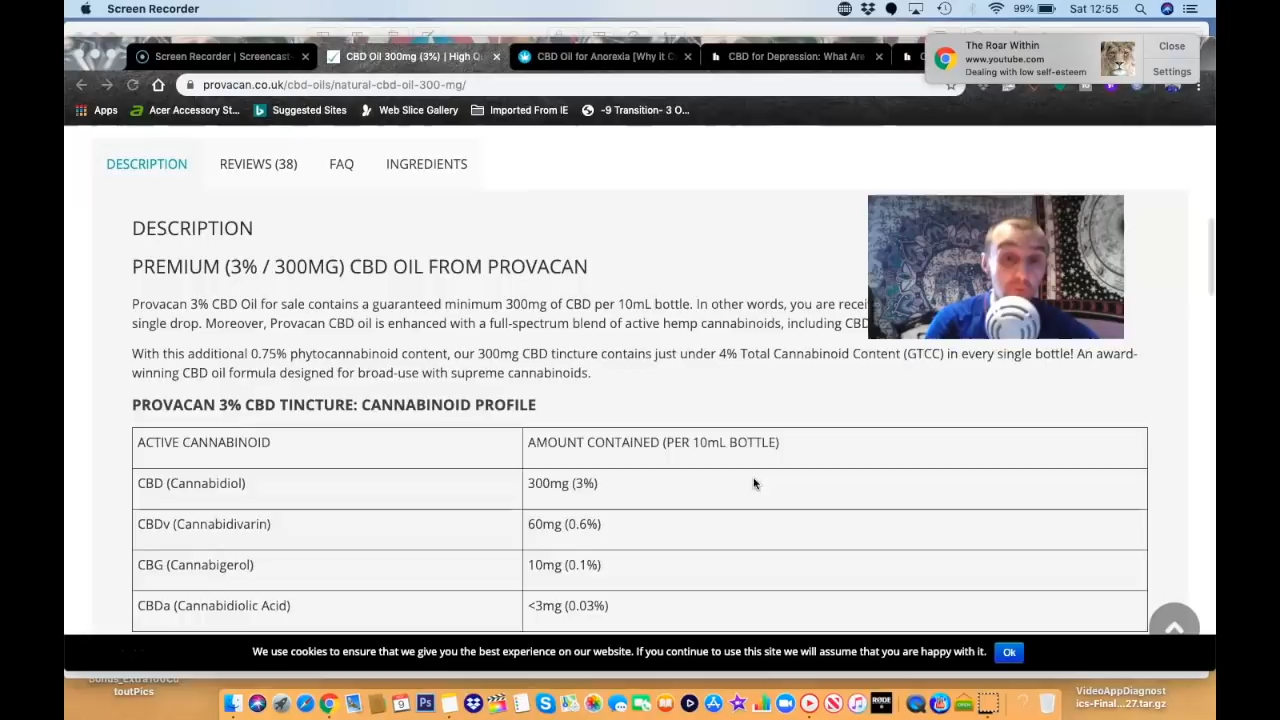 Screen Recorder
99%
Sat 12:55
Screen Recorder | Screencast-
CBD Oil 300mg (3%) | High Q
CBD Oil for Anorexia [Why it C
CBD for Depression: What Are
The Roar Within
www.youtube.com
Dealing with low self-esteem
Close
Settings
provacan.co.uk/cbd-oils/natural-cbd-oil-300-mg/
Apps
Acer Accessory St...
Suggested Sites
Web Slice Gallery
Imported From IE
-9 Transition- 3 O...
DESCRIPTION
REVIEWS (38)
FAQ
INGREDIENTS
DESCRIPTION
PREMIUM (3% / 300MG) CBD OIL FROM PROVACAN
Provacan 3% CBD Oil for sale contains a guaranteed minimum 300mg of CBD per 10mL bottle. In other words, you are
single drop. Moreover, Provacan CBD oil is enhanced with a full-spectrum blend of active hemp cannabinoids, including
With this additional 0.75% phytocannabinoid content, our 300mg CBD tincture contains just under 4% Total Cannabinoid Content (GTCC) in every single bottle! An award-
winning CBD oil formula designed for broad-use with supreme cannabinoids.
PROVACAN 3% CBD TINCTURE: CANNABINOID PROFILE
ACTIVE CANNABINOID
AMOUNT CONTAINED (PER 10mL BOTTLE)
CBD (Cannabidiol)
300mg (3%)
CBDv (Cannabidivarin)
60mg (0.6%)
CBG (Cannabigerol)
10mg (0.1%)
CBDa (Cannabidiolic Acid)
<3mg (0.03%)
We use cookies to ensure that we give you the best experience on our website. If you continue to use this site we will assume that you are happy with it.
Ok
toutPics
VideoAppDiagnost
ics-Final...27.tar.gz